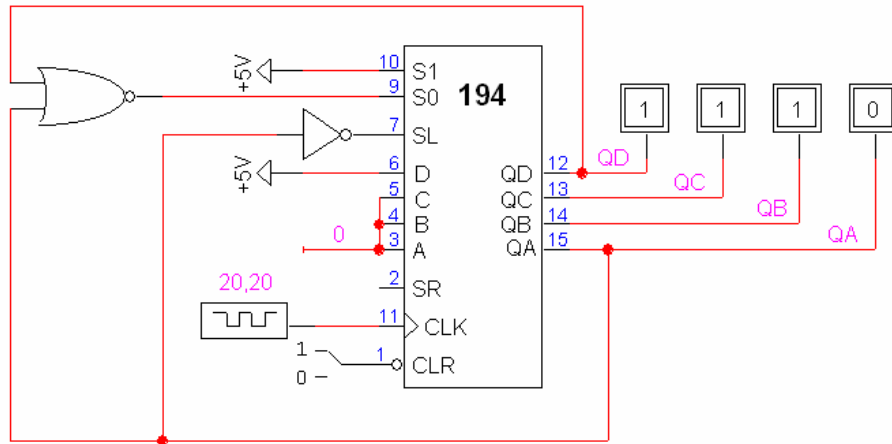 +5V
10
S1
9
S0
194
7
SL
+5V
6
D
5
C
4
B
0
3
A
2
SR
20,20
11
CLK
1
0
1
CLR
QD
12
QD
QC
13
QC
QB
14
QB
QA
15
QA
1
1
1
0